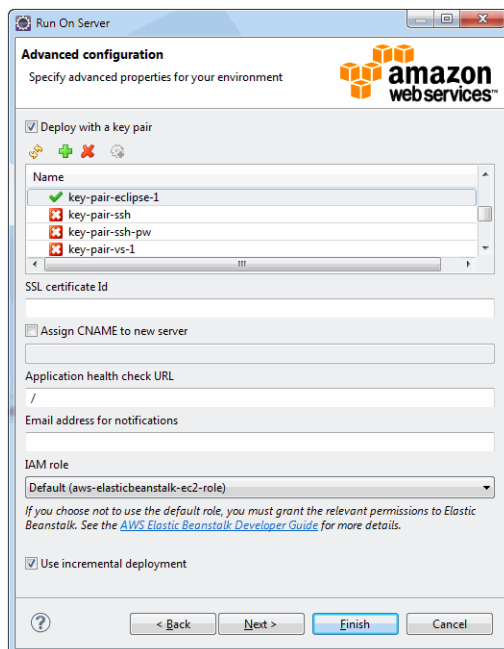 Run On Server
Advanced configuration
Specify advanced properties for your environment
amazon
webservices™
Deploy with a key pair
Name
key-pair-eclipse-1
key-pair-ssh
key-pair-ssh-pw
key-pair-vs-1
SSL certificate Id
Assign CNAME to new server
Application health check URL
/
Email address for notifications
IAM role
Default (aws-elasticbeanstalk-ec2-role)
If you choose not to use the default role, you must grant the relevant permissions to Elastic
Beanstalk. See the AWS Elastic Beanstalk Developer Guide for more details.
Use incremental deployment
? < Back Next > Finish Cancel